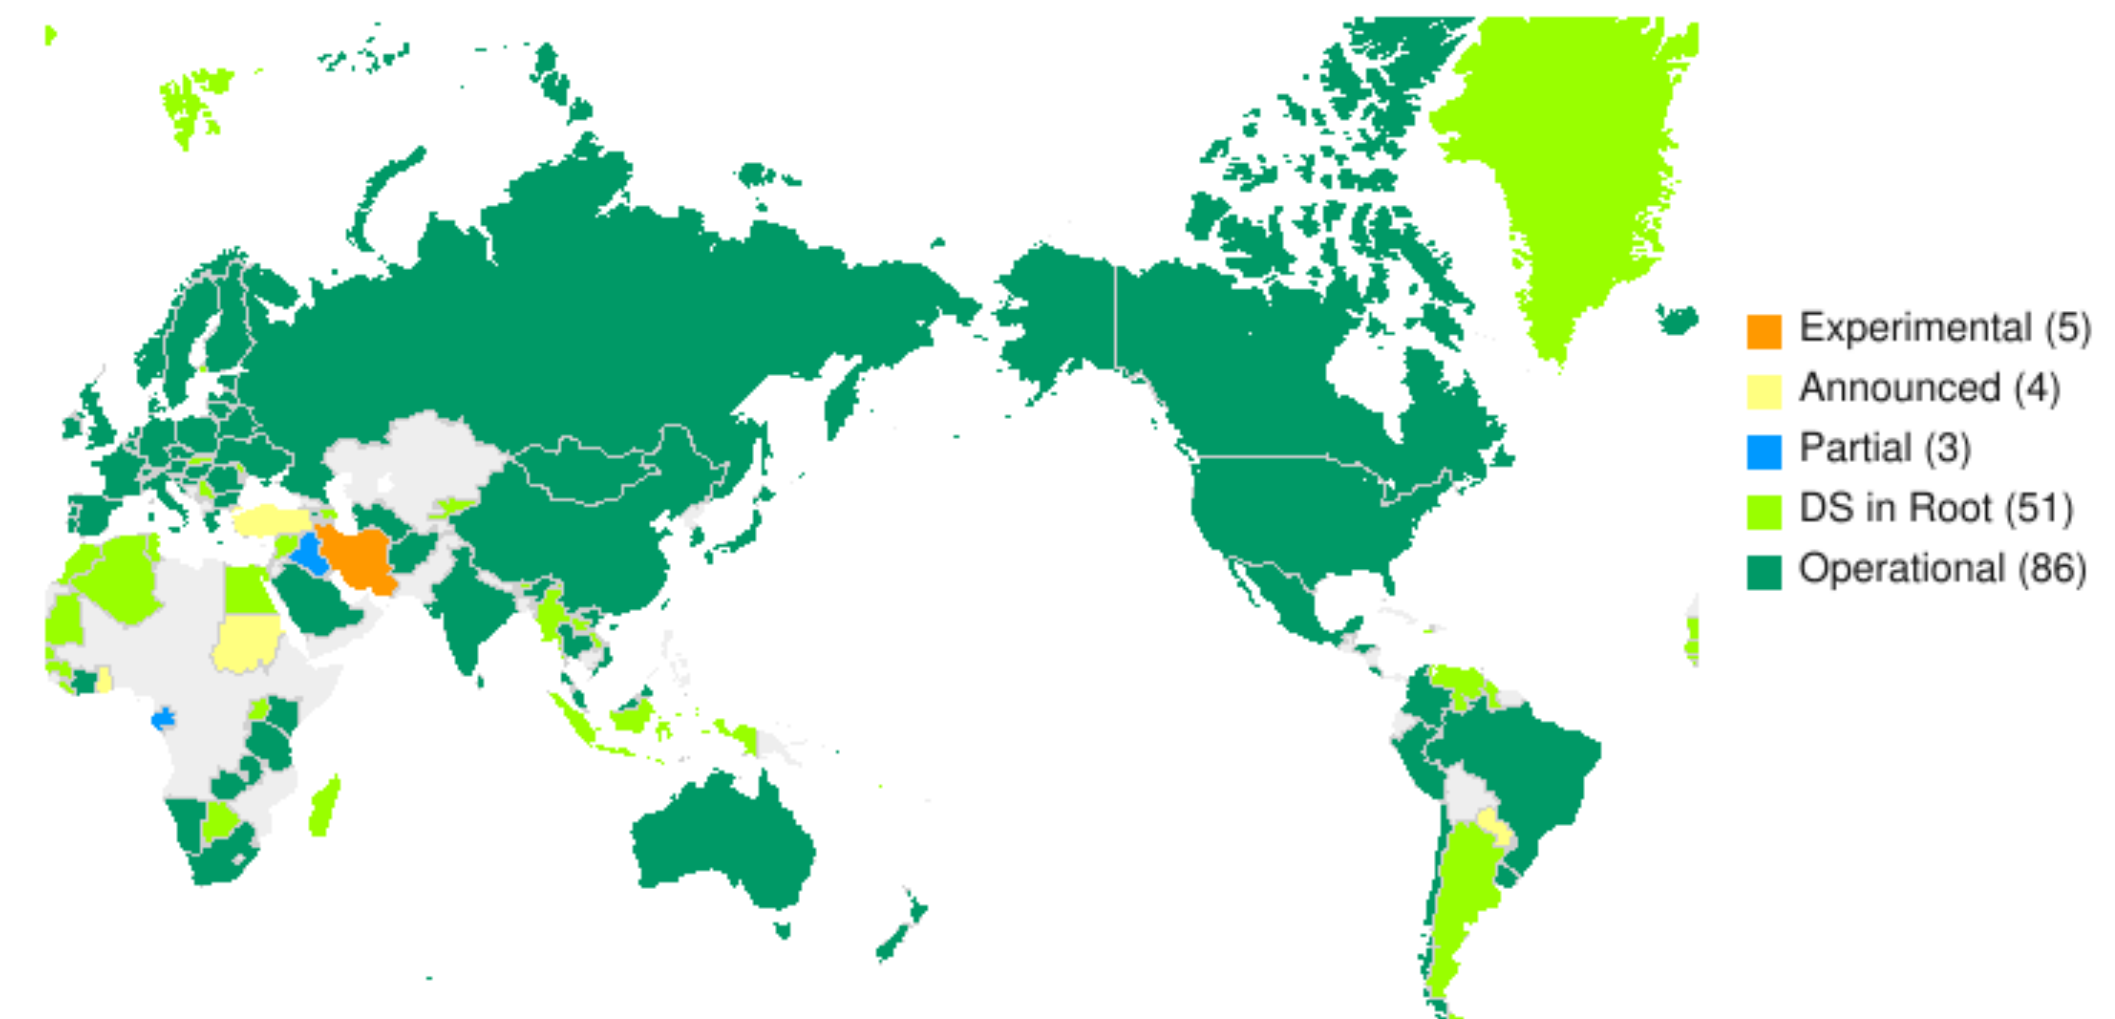 Experimental (5)
Announced (4)
Partial (3)
DS in Root (51)
Operational (86)